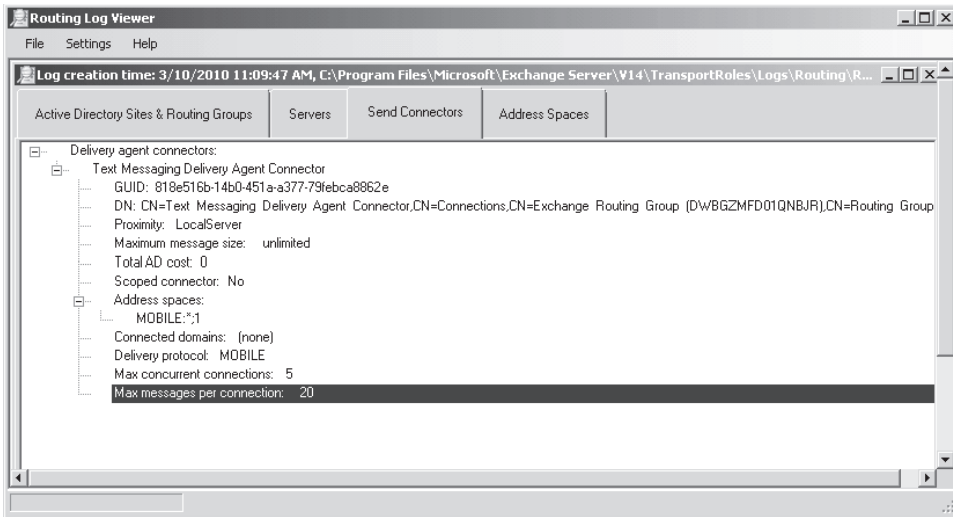 Routing Log Viewer
File Settings Help
Log creation time: 3/10/2010 11:09:47 AM, C:\Program Files\Microsoft\Exchange Server\V14\TransportRoles\Logs\Routing\R...
Active Directory Sites & Routing Groups Servers Send Connectors Address Spaces
Delivery agent connectors:
Text Messaging Delivery Agent Connector
GUID: 818e516b-14b0-451a-a377-79febca8862e
DN: CN=Text Messaging Delivery Agent Connector,CN=Connections,CN=Exchange Routing Group (DWBGZMFD01QNBJR),CN=Routing Group
Proximity: LocalServer
Maximum message size: unlimited
Total AD cost: 0
Scoped connector: No
Address spaces:
MOBILE:*;1
Connected domains: (none)
Delivery protocol: MOBILE
Max concurrent connections: 5
Max messages per connection: 20